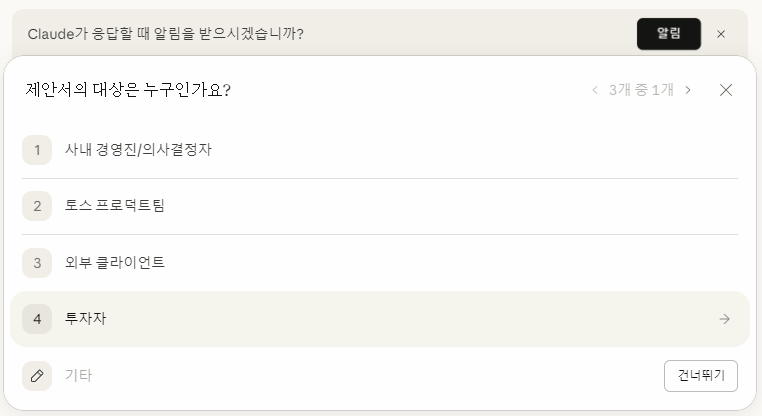 Claude가 응답할 때 알림을 받으시겠습니까?
알림
제안서의 대상은 누구인가요?
3개 중 1개
1 사내 경영진/의사결정자
2 토스 프로덕트팀
3 외부 클라이언트
4 투자자
기타
건너뛰기